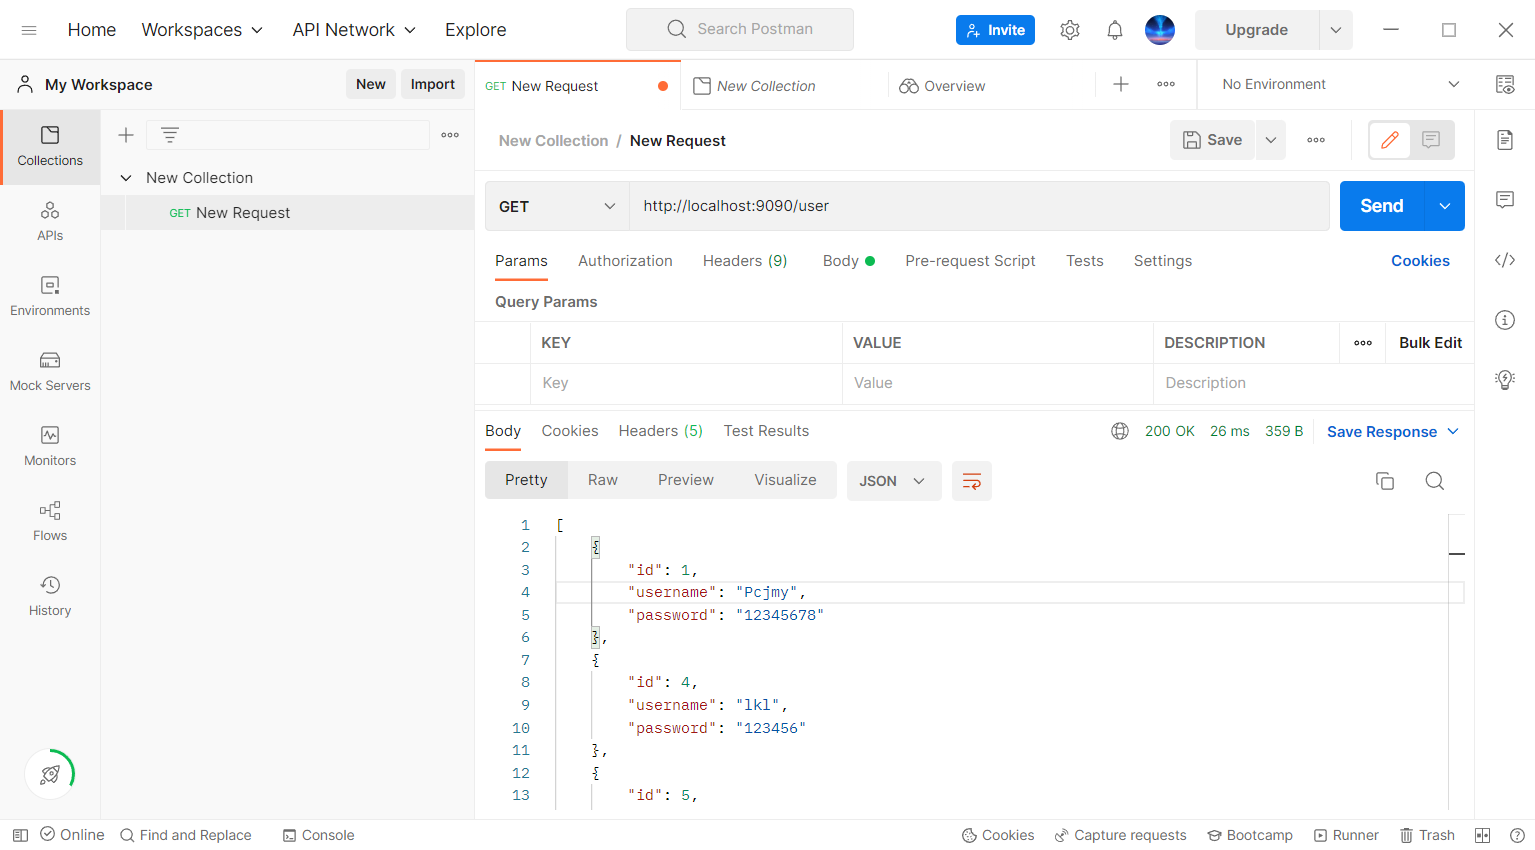 Home Workspaces API Network Explore Search Postman Invite Upgrade
My Workspace New Import GET New Request New Collection Overview No Environment
Collections
APIs
Environments
Mock Servers
Monitors
Flows
History
New Collection
GET New Request
New Collection / New Request Save
GET http://localhost:9090/user Send
Params Authorization Headers (9) Body Pre-request Script Tests Settings Cookies
Query Params
KEY VALUE DESCRIPTION Bulk Edit
Key Value Description
Body Cookies Headers (5) Test Results 200 OK 26 ms 359 B Save Response
Pretty Raw Preview Visualize JSON
1 [
2 {
3 "id": 1,
4 "username": "Pcjmy",
5 "password": "12345678"
6 },
7 {
8 "id": 4,
9 "username": "lkl",
10 "password": "123456"
11 },
12 {
13 "id": 5,
Online Find and Replace Console Cookies Capture requests Bootcamp Runner Trash